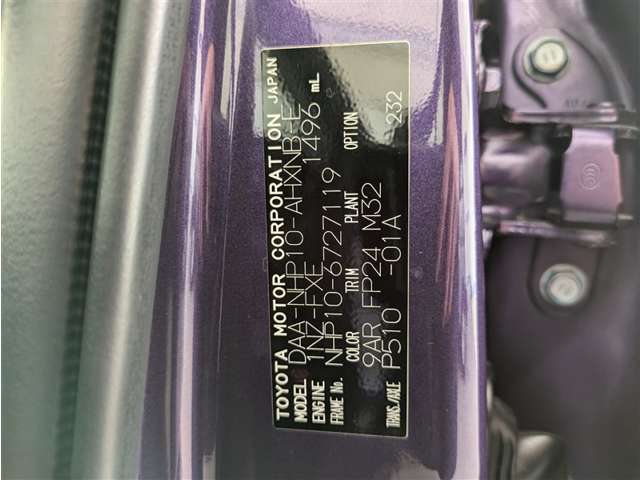 TOYOTA MOTOR CORPORATION JAPAN
MODEL DAA-NHP10-AHXNB-E
ENGINE 1NZ-FXE 1496 mL
FRAME No. NHP10-6727119
COLOR TRIM PLANT OPTION
9AR FP24 M32 232
TRANS./AXLE P510 -01A